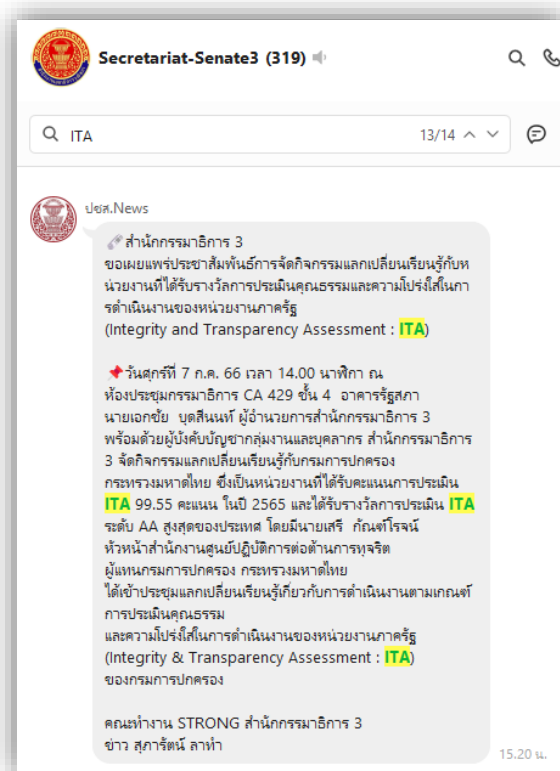 Secretariat-Senate3 (319)
ITA
13/14
ปชส.News
สำนักกรรมาธิการ 3
ขอเผยแพร่ประชาสัมพันธ์การจัดกิจกรรมแลกเปลี่ยนเรียนรู้กับห
น่วยงานที่ได้รับรางวัลการประเมินคุณธรรมและความโปร่งใสในกา
รดำเนินงานของหน่วยงานภาครัฐ
(Integrity and Transparency Assessment : ITA)
วันศุกร์ที่ 7 ก.ค. 66 เวลา 14.00 นาฬิกา ณ
ห้องประชุมกรรมาธิการ CA 429 ชั้น 4 อาคารรัฐสภา
นายเอกชัย บุดสีนนท์ ผู้อำนวยการสำนักกรรมาธิการ 3
พร้อมด้วยผู้บังคับบัญชากลุ่มงานและบุคลากร สำนักกรรมาธิการ
3 จัดกิจกรรมแลกเปลี่ยนเรียนรู้กับกรมการปกครอง
กระทรวงมหาดไทย ซึ่งเป็นหน่วยงานที่ได้รับคะแนนการประเมิน
ITA 99.55 คะแนน ในปี 2565 และได้รับรางวัลการประเมิน ITA
ระดับ AA สูงสุดของประเทศ โดยมีนายเสรี กัณฑ์โรจน์
หัวหน้าสำนักงานศูนย์ปฏิบัติการต่อต้านการทุจริต
ผู้แทนกรมการปกครอง กระทรวงมหาดไทย
ได้เข้าประชุมแลกเปลี่ยนเรียนรู้เกี่ยวกับการดำเนินงานตามเกณฑ์
การประเมินคุณธรรม
และความโปร่งใสในการดำเนินงานของหน่วยงานภาครัฐ
(Integrity & Transparency Assessment : ITA)
ของกรมการปกครอง
คณะทำงาน STRONG สำนักกรรมาธิการ 3
ข่าว สุภารัตน์ ลาทำ
15.20 น.